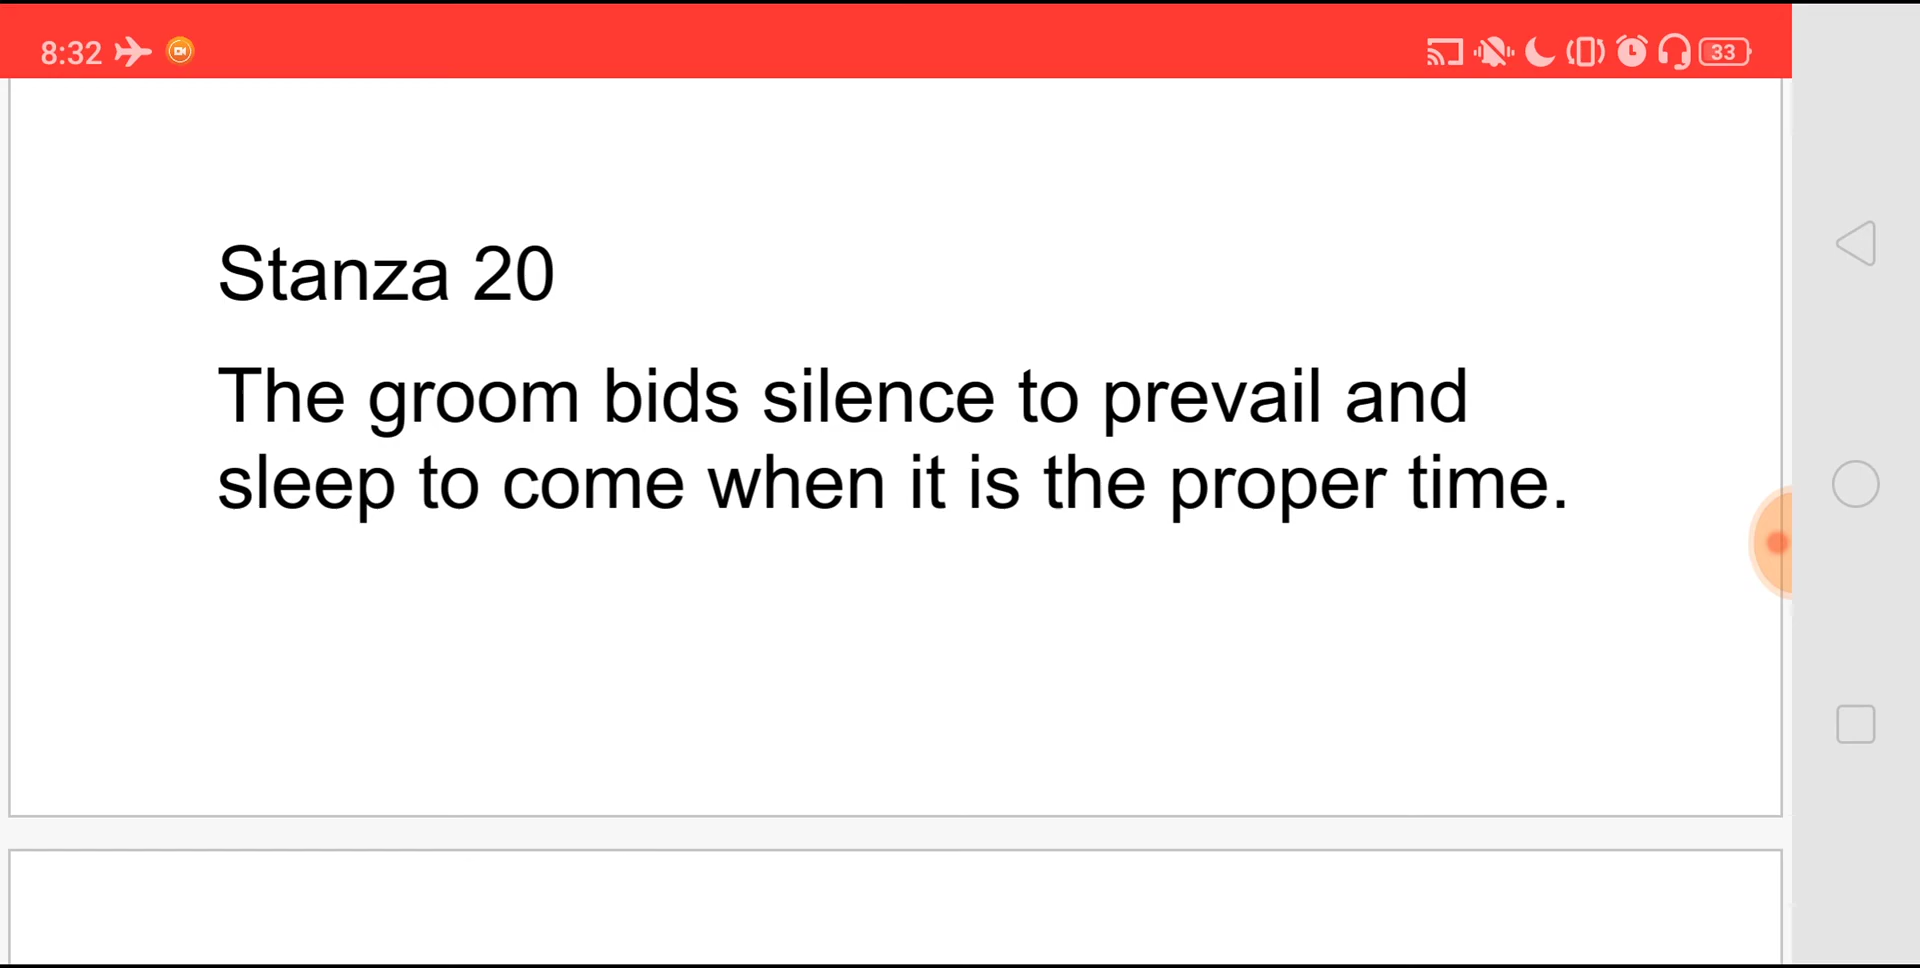 8:32
33
Stanza 20
The groom bids silence to prevail and
sleep to come when it is the proper time.